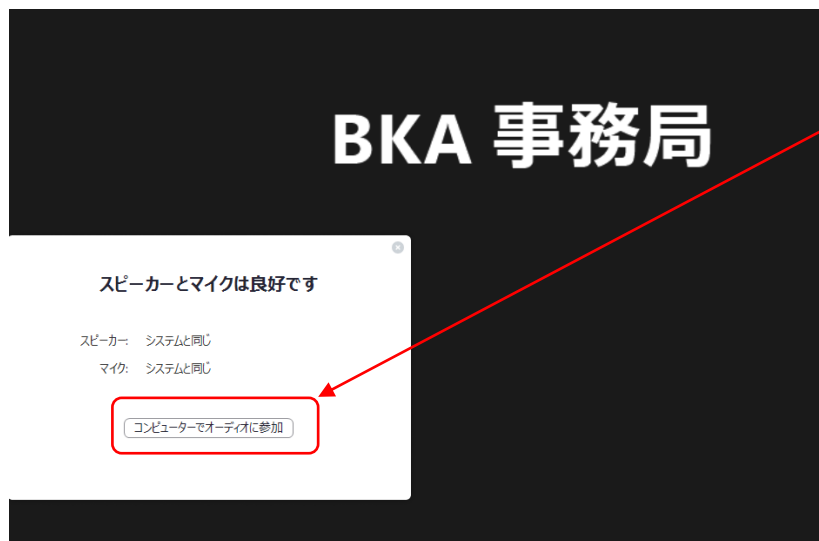 BKA 事務局
スピーカーとマイクは良好です
スピーカー: システムと同じ
マイク: システムと同じ
コンピューターでオーディオに参加